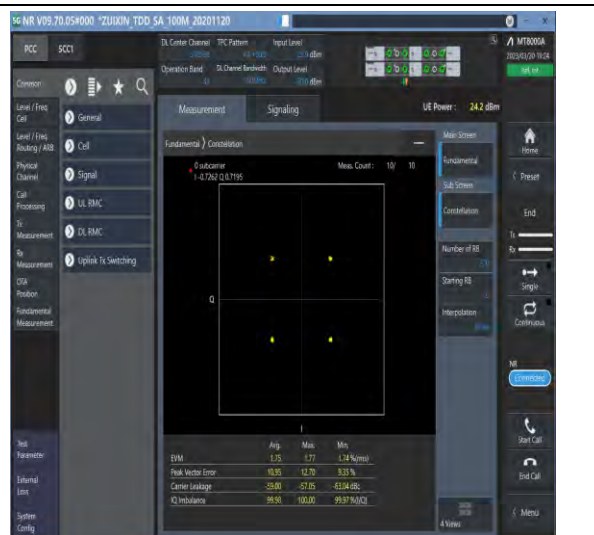 5G NR V09.70.05#000 "ZUIXIN_TDD_SA_100M_20201120
PCC SCC1
DL Center Channel TPC Pattern Input Level
dBm
Operation Band DL Channel Bandwidth Output Level
dBm
MT8000A
2025/01/20 10:24
Common
Level / Freq.
Cell
Level / Freq.
Routing / ARB
Physical
Channel
Call
Processing
Tx
Measurement
Rx
Measurement
OTA
Position
Fundamental
Measurement
Test
Parameter
External
Loss
System
Config
General
Cell
Signal
UL RMC
DL RMC
Uplink Tx Switching
Measurement Signaling UE Power : 24.2 dBm
Fundamental Constellation
0 subcarrier Meas. Count : 10/ 10
I -0.7262 Q 0.7195
Q
I
Avg. Max. Min.
EVM 1.75 1.77 1.74 %(rms)
Peak Vector Error 10.95 12.70 9.35 %
Carrier Leakage -59.00 -57.05 -63.04 dBc
IQ Imbalance 99.90 100.00 99.97 %(I/Q)
Main Screen
Fundamental
Sub Screen
Constellation
Number of RB
Starting RB
Interpolation
4 Views
Home
Preset
End
Tx
Rx
Single
Continuous
NR
Connected
Start Call
End Call
Menu